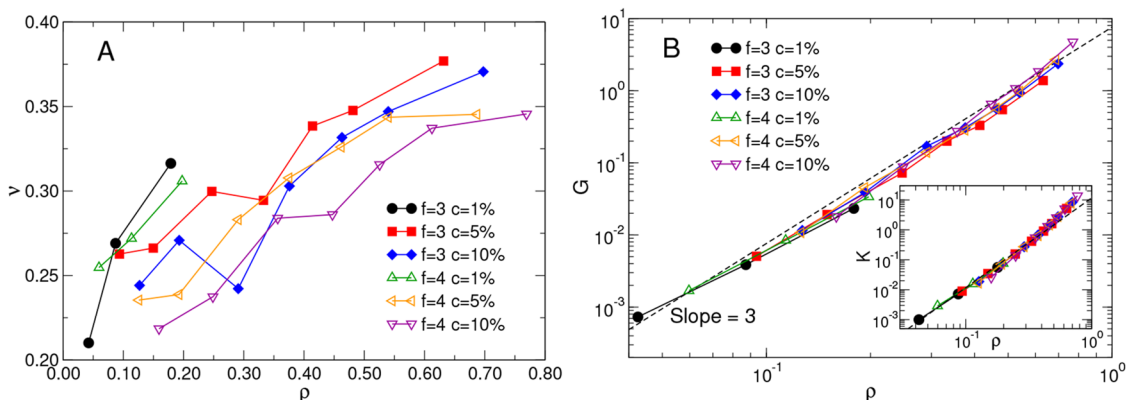 A
ν
0.40
0.35
0.30
0.25
0.20
f=3 c=1%
f=3 c=5%
f=3 c=10%
f=4 c=1%
f=4 c=5%
f=4 c=10%
0.00 0.10 0.20 0.30 0.40 0.50 0.60 0.70 0.80
ρ
B
G
10^1
10^0
10^-1
10^-2
10^-3
f=3 c=1%
f=3 c=5%
f=3 c=10%
f=4 c=1%
f=4 c=5%
f=4 c=10%
Slope = 3
K
10^1
10^0
10^-1
10^-2
10^-3
10^-1 ρ 10^0
10^-1 10^0
ρ